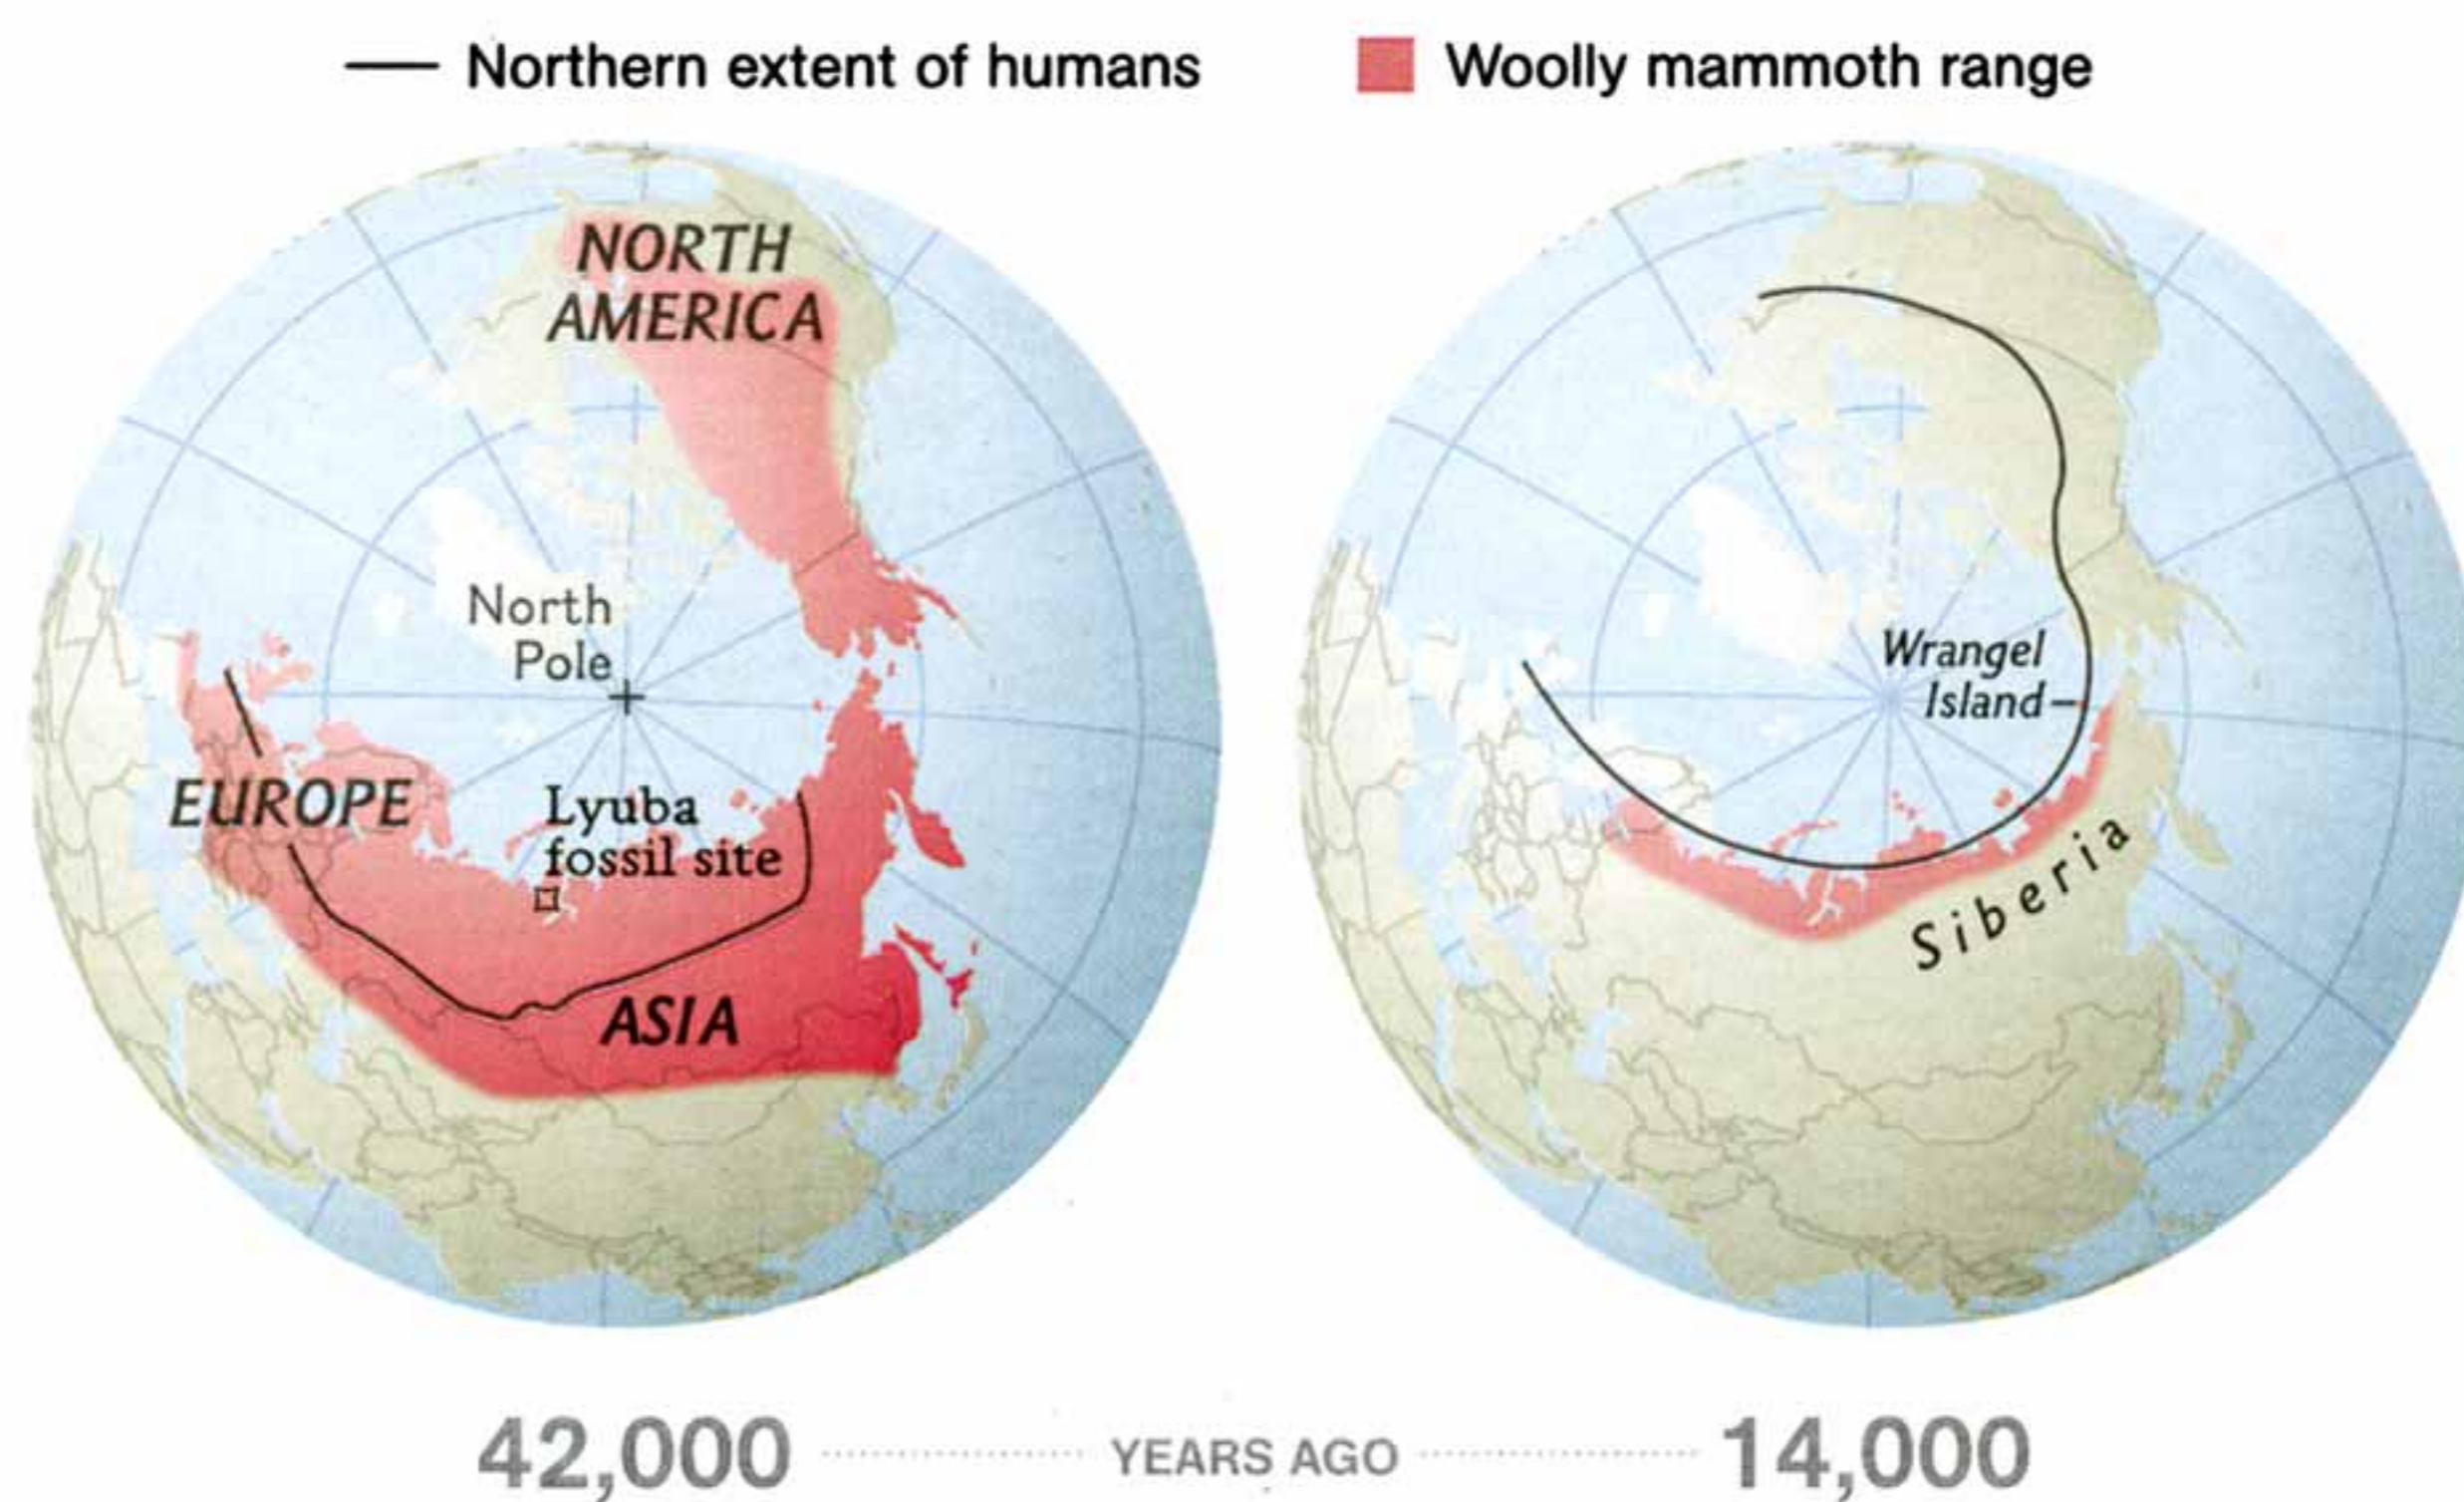 Northern extent of humans
Woolly mammoth range
NORTH
AMERICA
North
Pole
EUROPE
Lyuba
fossil site
ASIA
Wrangel
Island
Siberia
42,000
YEARS AGO
14,000